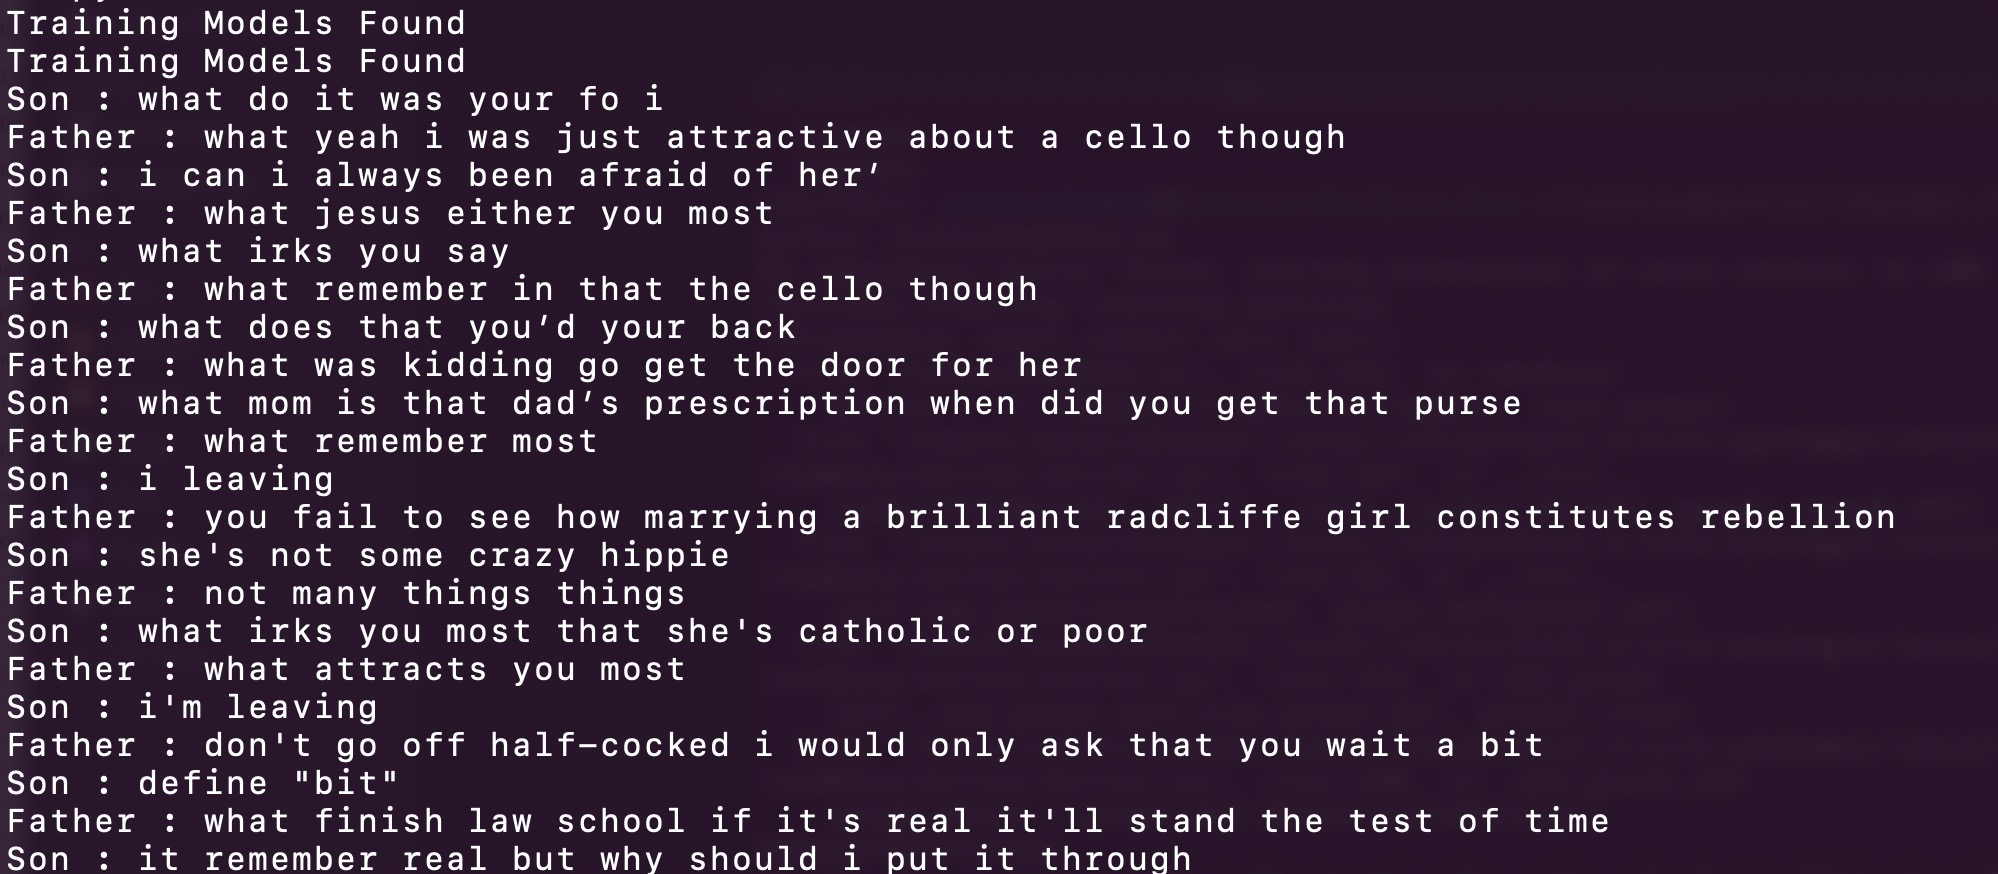 Training Models Found
Training Models Found
Son : what do it was your fo i
Father : what yeah i was just attractive about a cello though
Son : i can i always been afraid of her’
Father : what jesus either you most
Son : what irks you say
Father : what remember in that the cello though
Son : what does that you’d your back
Father : what was kidding go get the door for her
Son : what mom is that dad’s prescription when did you get that purse
Father : what remember most
Son : i leaving
Father : you fail to see how marrying a brilliant radcliffe girl constitutes rebellion
Son : she's not some crazy hippie
Father : not many things things
Son : what irks you most that she's catholic or poor
Father : what attracts you most
Son : i'm leaving
Father : don't go off half-cocked i would only ask that you wait a bit
Son : define "bit"
Father : what finish law school if it's real it'll stand the test of time
Son : it remember real but why should i put it through